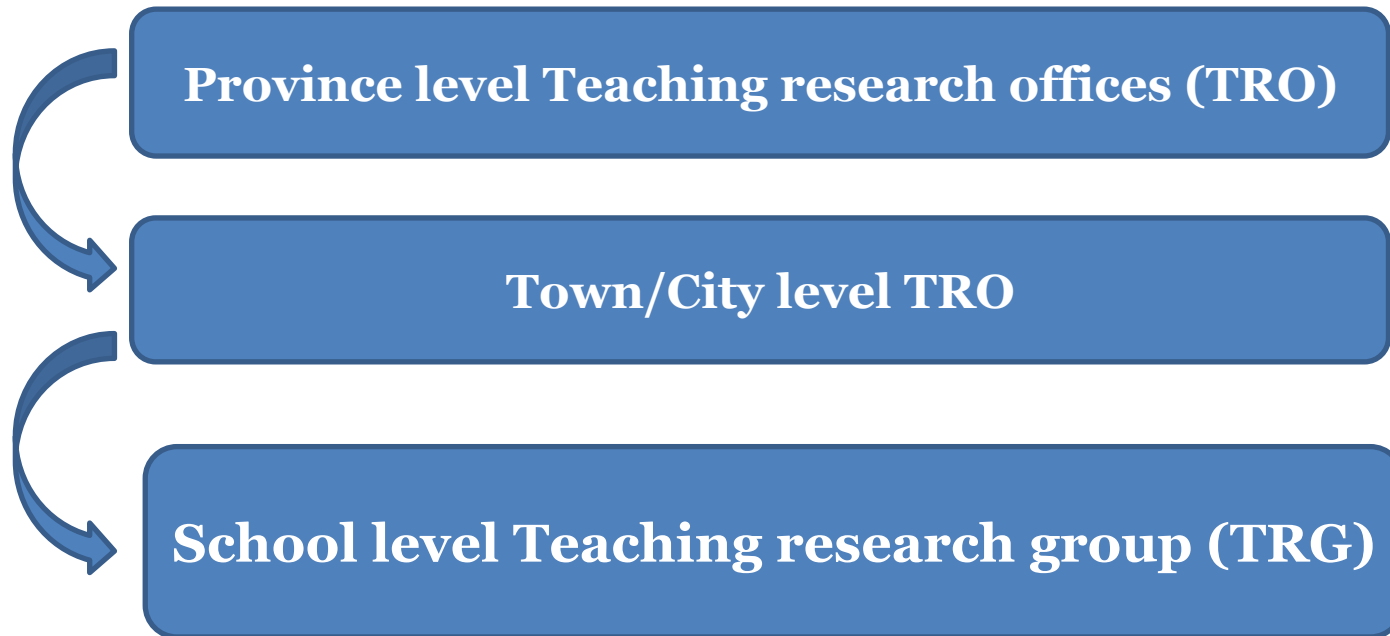 Province level Teaching research offices (TRO)
Town/City level TRO
School level Teaching research group (TRG)